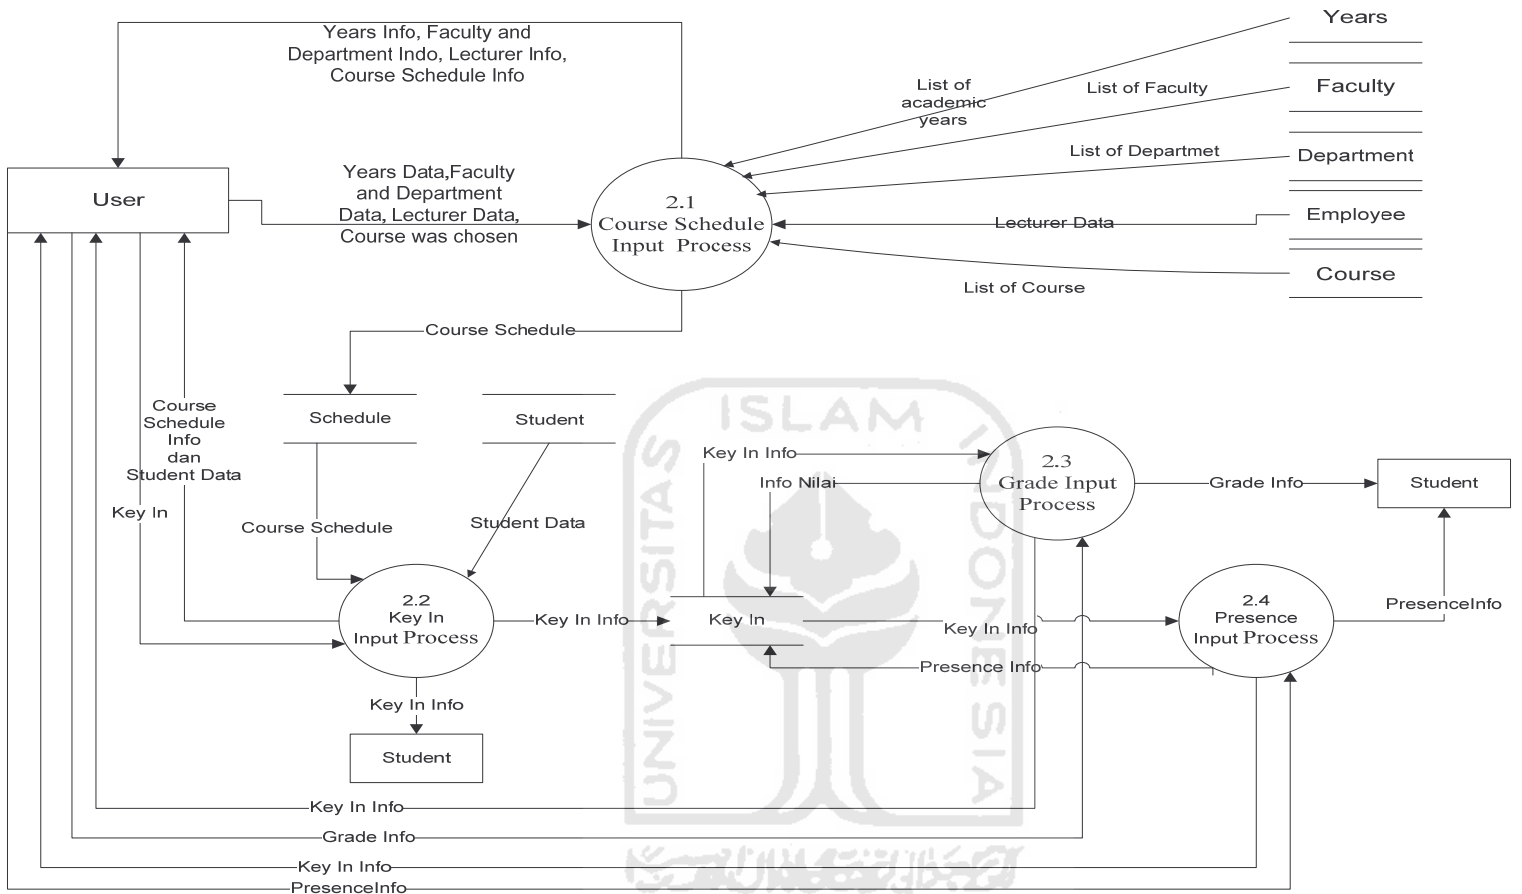 Years Info, Faculty and
Department Indo, Lecturer Info,
Course Schedule Info
Years
List of
academic
years
List of Faculty
Faculty
List of Departmet
Department
User
Years Data,Faculty
and Department
Data, Lecturer Data,
Course was chosen
2.1
Course Schedule
Input Process
Lecturer Data
Employee
List of Course
Course
Course Schedule
Course
Schedule
Info
dan
Student Data
Key In
Schedule
Student
Course Schedule
Student Data
Key In Info
Info Nilai
2.3
Grade Input
Process
Grade Info
Student
2.2
Key In
Input Process
Key In Info
Key In
Key In Info
2.4
Presence
Input Process
PresenceInfo
Presence Info
Key In Info
Student
Key In Info
Grade Info
Key In Info
PresenceInfo
UNIVERSITAS
ISLAM
INDONESIA